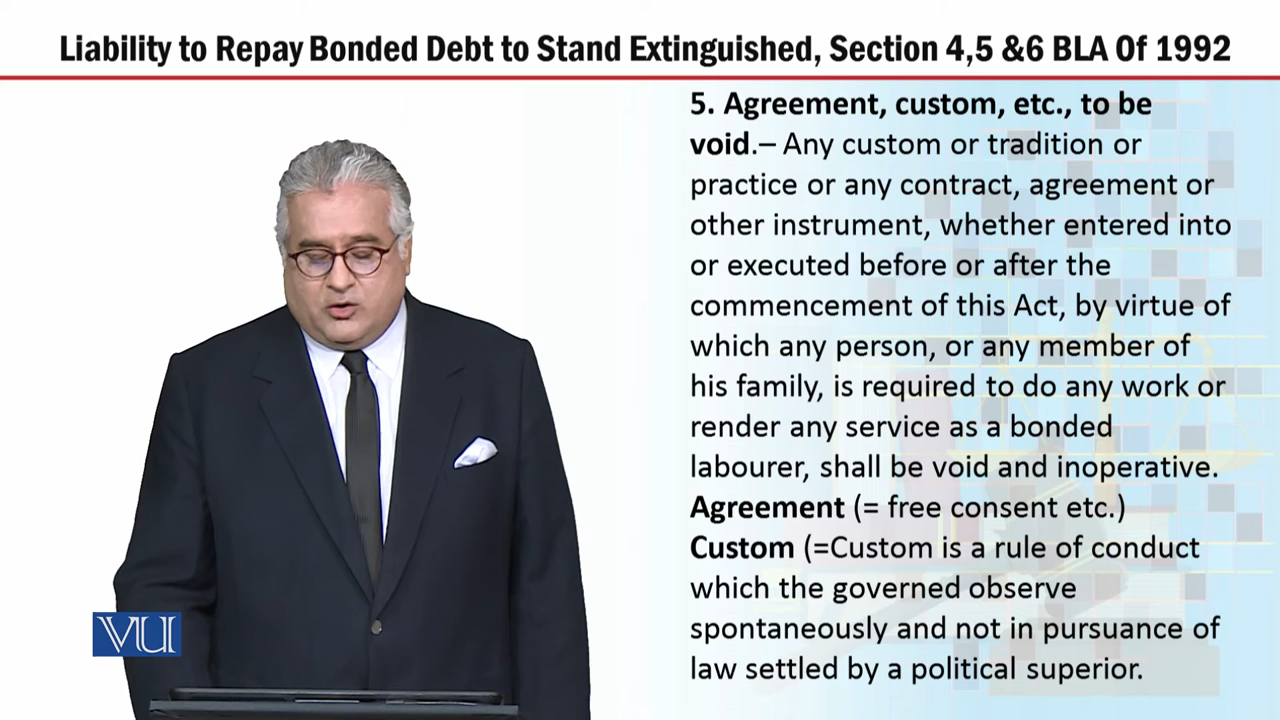 Liability to Repay Bonded Debt to Stand Extinguished, Section 4,5 &6 BLA Of 1992
5. Agreement, custom, etc., to be
void.– Any custom or tradition or
practice or any contract, agreement or
other instrument, whether entered into
or executed before or after the
commencement of this Act, by virtue of
which any person, or any member of
his family, is required to do any work or
render any service as a bonded
labourer, shall be void and inoperative.
Agreement (= free consent etc.)
Custom (=Custom is a rule of conduct
which the governed observe
spontaneously and not in pursuance of
law settled by a political superior.
VU